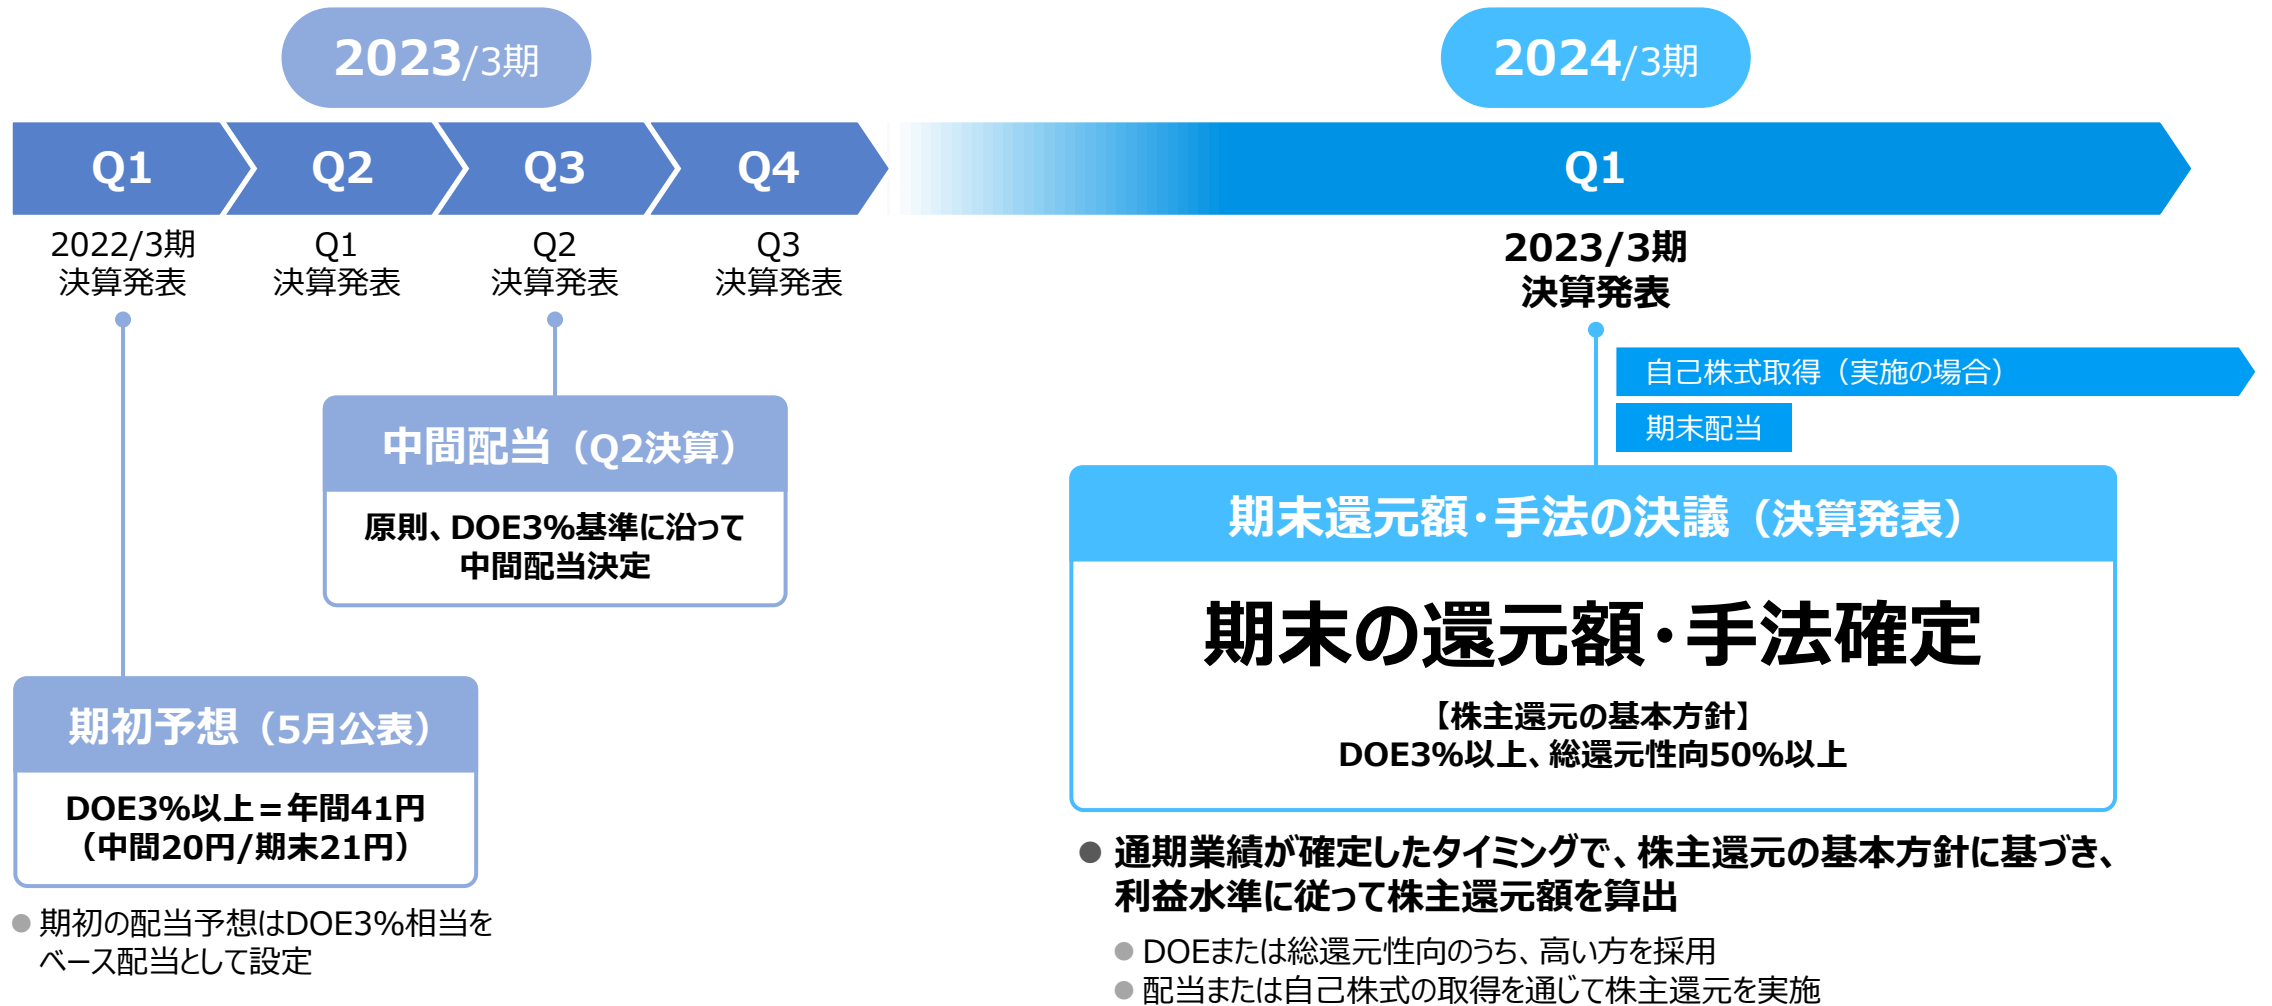 2023/3期
2024/3期
Q1
Q2
Q3
Q4
Q1
2022/3期
決算発表
Q1
決算発表
Q2
決算発表
Q3
決算発表
2023/3期
決算発表
自己株式取得（実施の場合）
期末配当
中間配当（Q2決算）
原則、DOE3%基準に沿って
中間配当決定
期初予想（5月公表）
DOE3%以上＝年間41円
（中間20円/期末21円）
● 期初の配当予想はDOE3%相当を
ベース配当として設定
期末還元額・手法の決議（決算発表）
期末の還元額・手法確定
【株主還元の基本方針】
DOE3%以上、総還元性向50%以上
● 通期業績が確定したタイミングで、株主還元の基本方針に基づき、
利益水準に従って株主還元額を算出
● DOEまたは総還元性向のうち、高い方を採用
● 配当または自己株式の取得を通じて株主還元を実施